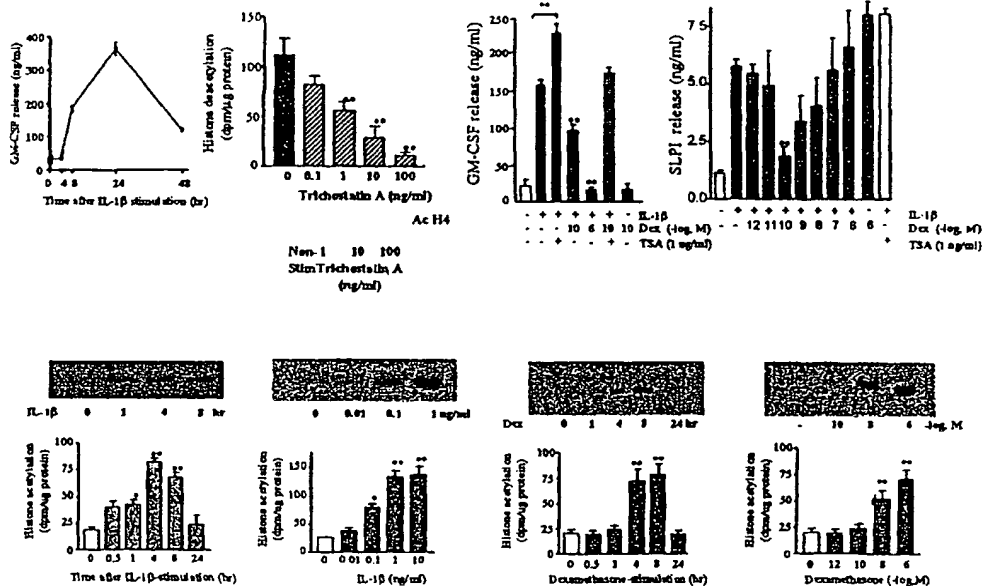 GM-CSF release (ng/ml)
400
300
200
100
0
0 4 8 24 48
Time after IL-1β stimulation (hr)
Histone deacetylation
(dpm/µg protein)
150
100
50
0
**
**
**
0 0.1 1 10 100
Trichostatin A (ng/ml)
Ac H4
Non- 1 10 100
Stim Trichostatin A
(ng/ml)
GM-CSF release (ng/ml)
250
200
150
100
50
0
**
**
**
- + + + + + - IL-1β
- - - 10 6 10 10 Dex (-log, M)
- - + - - + - TSA (1 ng/ml)
SLPI release (ng/ml)
7.5
5.0
2.5
0
**
- + + + + + + + + + + IL-1β
- - 12 11 10 9 8 7 6 6 - Dex (-log, M)
+ TSA (1 ng/ml)
IL-1β 0 1 4 8 hr
0 0.01 0.1 1 ng/ml
Dex 0 1 4 8 24 hr
- 10 8 6 -log, M
Histone acetylation
(dpm/ug protein)
100
75
50
25
0
*
**
*
0 0.5 1 4 8 24
Time after IL-1β-stimulation (hr)
Histone acetylation
(dpm/ug protein)
150
100
50
0
*
**
**
0 0.01 0.1 1 10
IL-1β (ng/ml)
Histone acetylation
(dpm/ug protein)
100
75
50
25
0
**
**
0 0.5 1 4 8 24
Dexamethasone-stimulation (hr)
Histone acetylation
(dpm/ug protein)
100
75
50
25
0
**
**
0 12 10 8 6
Dexamethasone (-log, M)